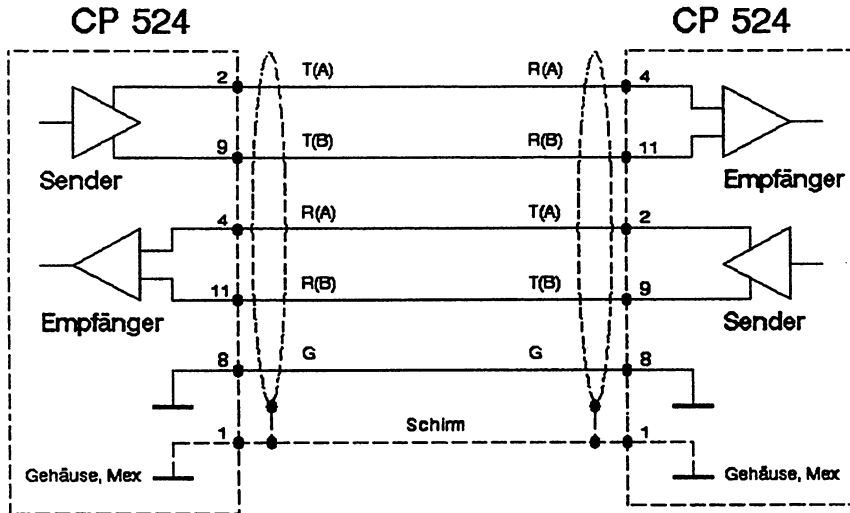 CP 524 CP 524
2 T(A) R(A) 4
9 T(B) R(B) 11
Sender Empfänger
4 R(A) T(A) 2
11 R(B) T(B) 9
Empfänger Sender
8 G G 8
1 Schirm 1
Gehäuse, Mex Gehäuse, Mex